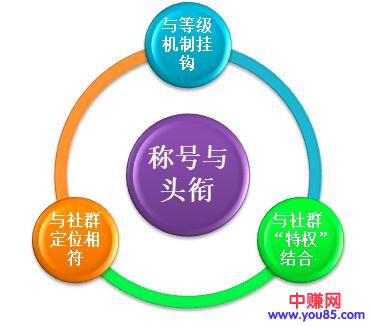 与等级
机制挂
钩
称号与
头衔
与社群
定位相
符
与社群
“特权”
结合
中赚网
www.you85.com